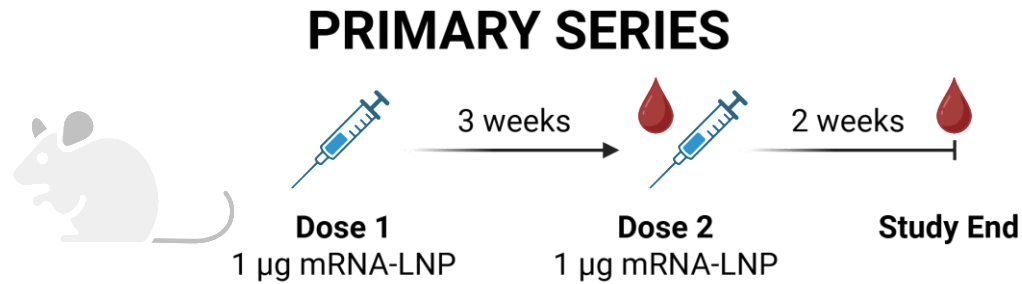 PRIMARY SERIES
3 weeks
2 weeks
Dose 1
Dose 2
Study End
1 µg mRNA-LNP
1 µg mRNA-LNP